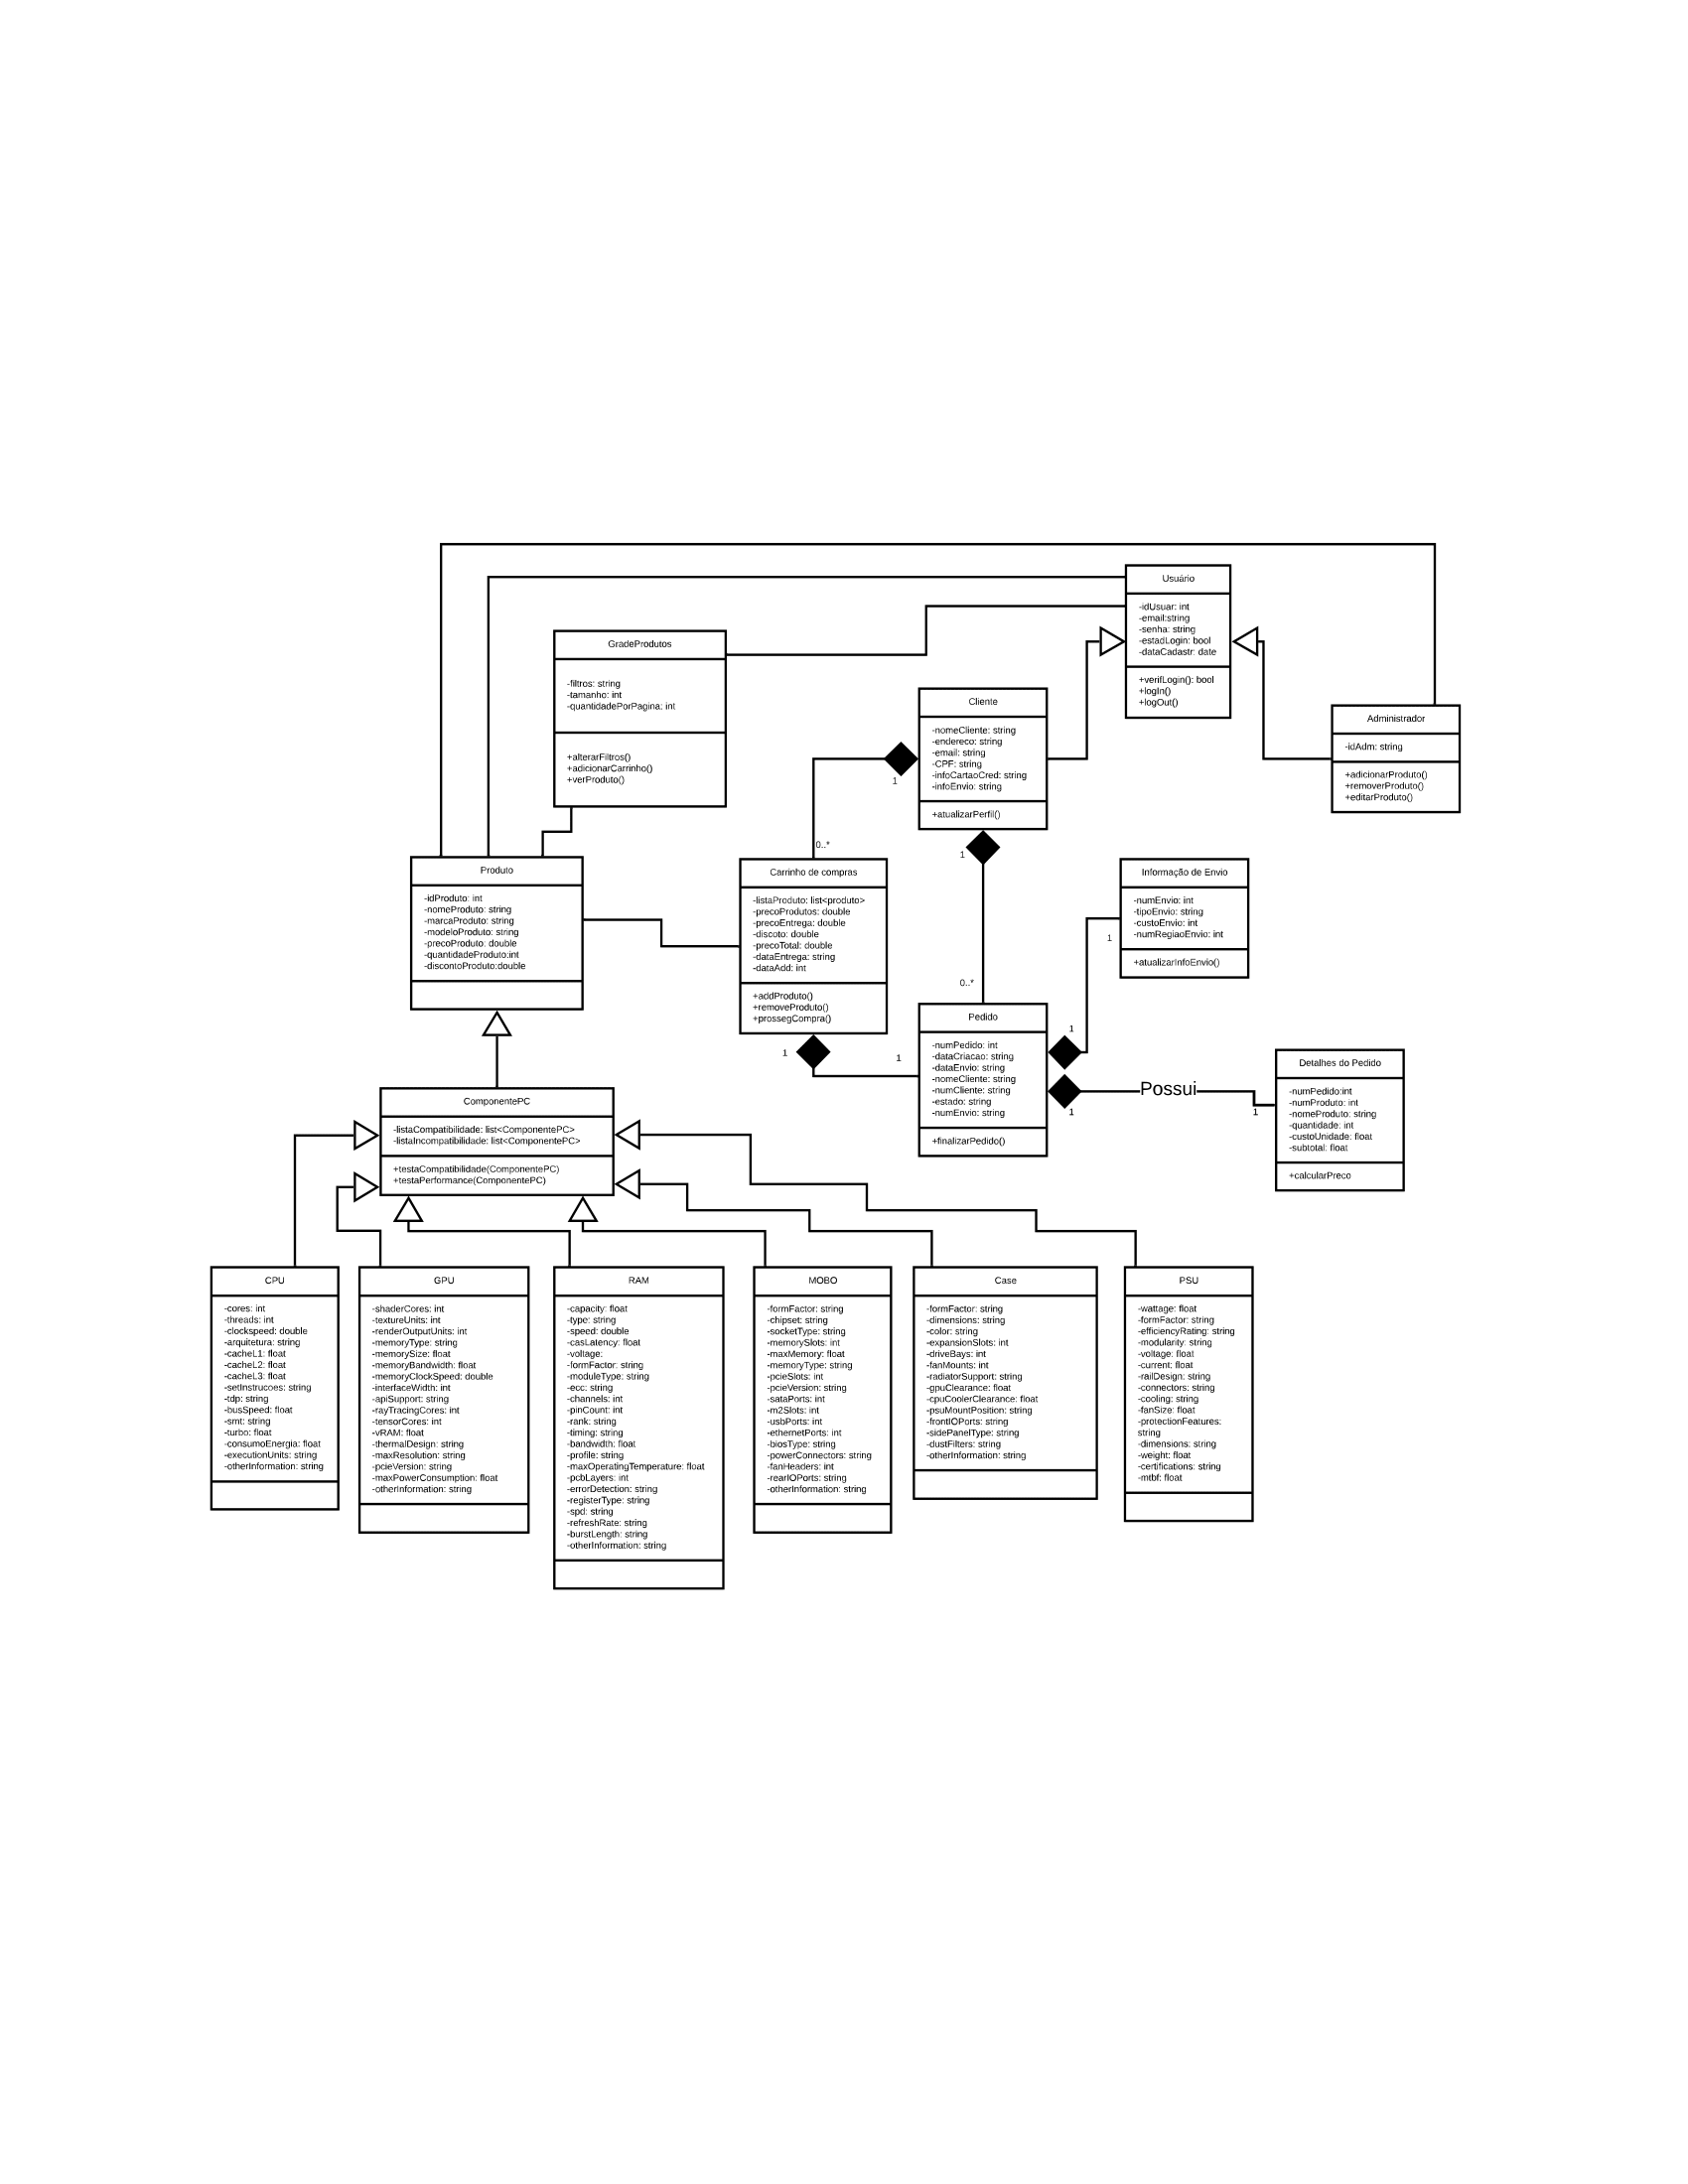 Usuário
-idUsuar: int
-email:string
-senha: string
-estadLogin: bool
-dataCadastr: date
+verifLogin(): bool
+logIn()
+logOut()
GradeProdutos
-filtros: string
-tamanho: int
-quantidadePorPagina: int
+alterarFiltros()
+adicionarCarrinho()
+verProduto()
Cliente
-nomeCliente: string
-endereco: string
-email: string
-CPF: string
-infoCartaoCred: string
-infoEnvio: string
+atualizarPerfil()
Administrador
-idAdm: string
+adicionarProduto()
+removerProduto()
+editarProduto()
1
0..*
1
0..*
Produto
-idProduto: int
-nomeProduto: string
-marcaProduto: string
-modeloProduto: string
-precoProduto: double
-quantidadeProduto:int
-discontoProduto:double
Carrinho de compras
-listaProduto: list<produto>
-precoProdutos: double
-precoEntrega: double
-discoto: double
-precoTotal: double
-dataEntrega: string
-dataAdd: int
+addProduto()
+removeProduto()
+prossegCompra()
Informação de Envio
-numEnvio: int
-tipoEnvio: string
-custoEnvio: int
-numRegiaoEnvio: int
+atualizarInfoEnvio()
1
1
1
1
Pedido
-numPedido: int
-dataCriacao: string
-dataEnvio: string
-nomeCliente: string
-numCliente: string
-estado: string
-numEnvio: string
+finalizarPedido()
Possui
1
1
Detalhes do Pedido
-numPedido:int
-numProduto: int
-nomeProduto: string
-quantidade: int
-custoUnidade: float
-subtotal: float
+calcularPreco
ComponentePC
-listaCompatibilidade: list<ComponentePC>
-listaIncompatibilidade: list<ComponentePC>
+testaCompatibilidade(ComponentePC)
+testaPerformance(ComponentePC)
CPU
-cores: int
-threads: int
-clockspeed: double
-arquitetura: string
-cacheL1: float
-cacheL2: float
-cacheL3: float
-setInstrucoes: string
-tdp: string
-busSpeed: float
-smt: string
-turbo: float
-consumoEnergia: float
-executionUnits: string
-otherInformation: string
GPU
-shaderCores: int
-textureUnits: int
-renderOutputUnits: int
-memoryType: string
-memorySize: float
-memoryBandwidth: float
-memoryClockSpeed: double
-interfaceWidth: int
-apiSupport: string
-rayTracingCores: int
-tensorCores: int
-vRAM: float
-thermalDesign: string
-maxResolution: string
-pcieVersion: string
-maxPowerConsumption: float
-otherInformation: string
RAM
-capacity: float
-type: string
-speed: double
-casLatency: float
-voltage:
-formFactor: string
-moduleType: string
-ecc: string
-channels: int
-pinCount: int
-rank: string
-timing: string
-bandwidth: float
-profile: string
-maxOperatingTemperature: float
-pcbLayers: int
-errorDetection: string
-registerType: string
-spd: string
-refreshRate: string
-burstLength: string
-otherInformation: string
MOBO
-formFactor: string
-chipset: string
-socketType: string
-memorySlots: int
-maxMemory: float
-memoryType: string
-pcieSlots: int
-pcieVersion: string
-sataPorts: int
-m2Slots: int
-usbPorts: int
-ethernetPorts: int
-biosType: string
-powerConnectors: string
-fanHeaders: int
-rearIOPorts: string
-otherInformation: string
Case
-formFactor: string
-dimensions: string
-color: string
-expansionSlots: int
-driveBays: int
-fanMounts: int
-radiatorSupport: string
-gpuClearance: float
-cpuCoolerClearance: float
-psuMountPosition: string
-frontIOPorts: string
-sidePanelType: string
-dustFilters: string
-otherInformation: string
PSU
-wattage: float
-formFactor: string
-efficiencyRating: string
-modularity: string
-voltage: float
-current: float
-railDesign: string
-connectors: string
-cooling: string
-fanSize: float
-protectionFeatures:
string
-dimensions: string
-weight: float
-certifications: string
-mtbf: float